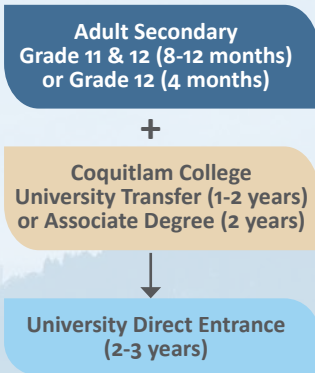 Adult Secondary
Grade 11 & 12 (8-12 months)
or Grade 12 (4 months)
+
Coquitlam College
University Transfer (1-2 years)
or Associate Degree (2 years)
University Direct Entrance
(2-3 years)